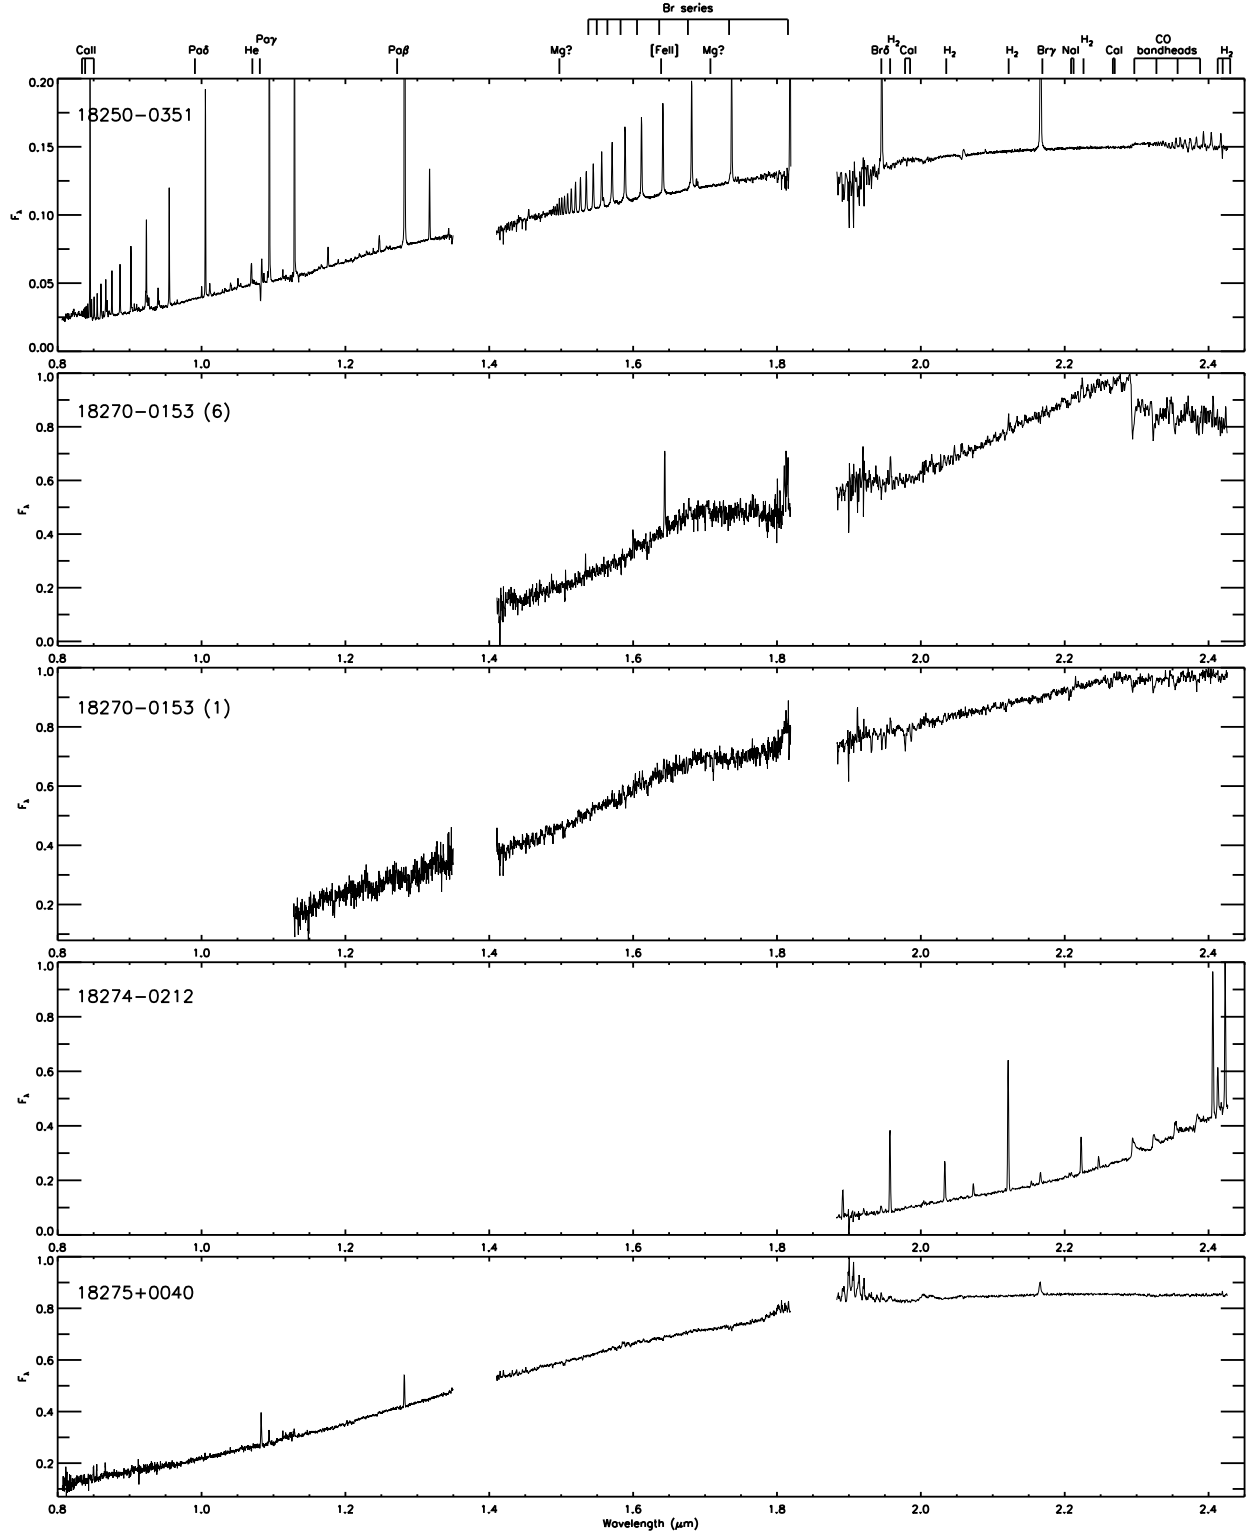 Br series
Paγ H₂ H₂
CaII Paδ He Paβ Mg? [FeII] Mg? Brδ CaI H₂ H₂ Brγ NaI CaI CO bandheads H₂
0.20
18250−0351
0.15
0.10
Fλ
0.05
0.00
0.8 1.0 1.2 1.4 1.6 1.8 2.0 2.2 2.4
1.0
18270−0153 (6)
0.8
0.6
Fλ
0.4
0.2
0.0
0.8 1.0 1.2 1.4 1.6 1.8 2.0 2.2 2.4
1.0
18270−0153 (1)
0.8
0.6
Fλ
0.4
0.2
0.8 1.0 1.2 1.4 1.6 1.8 2.0 2.2 2.4
1.0
18274−0212
0.8
0.6
Fλ
0.4
0.2
0.0
0.8 1.0 1.2 1.4 1.6 1.8 2.0 2.2 2.4
1.0
18275+0040
0.8
0.6
Fλ
0.4
0.2
0.8 1.0 1.2 1.4 1.6 1.8 2.0 2.2 2.4
Wavelength (μm)